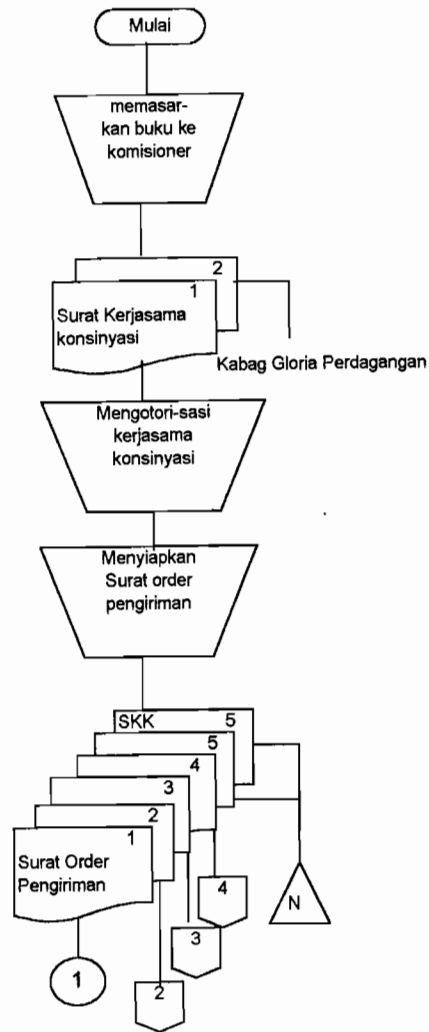 Mulai
memasar-
kan buku ke
komisioner
2
1
Surat Kerjasama
konsinyasi
Kabag Gloria Perdagangan
Mengotori-sasi
kerjasama
konsinyasi
Menyiapkan
Surat order
pengiriman
SKK 5
5
4
3
2
1
Surat Order
Pengiriman
4
N
3
1
2